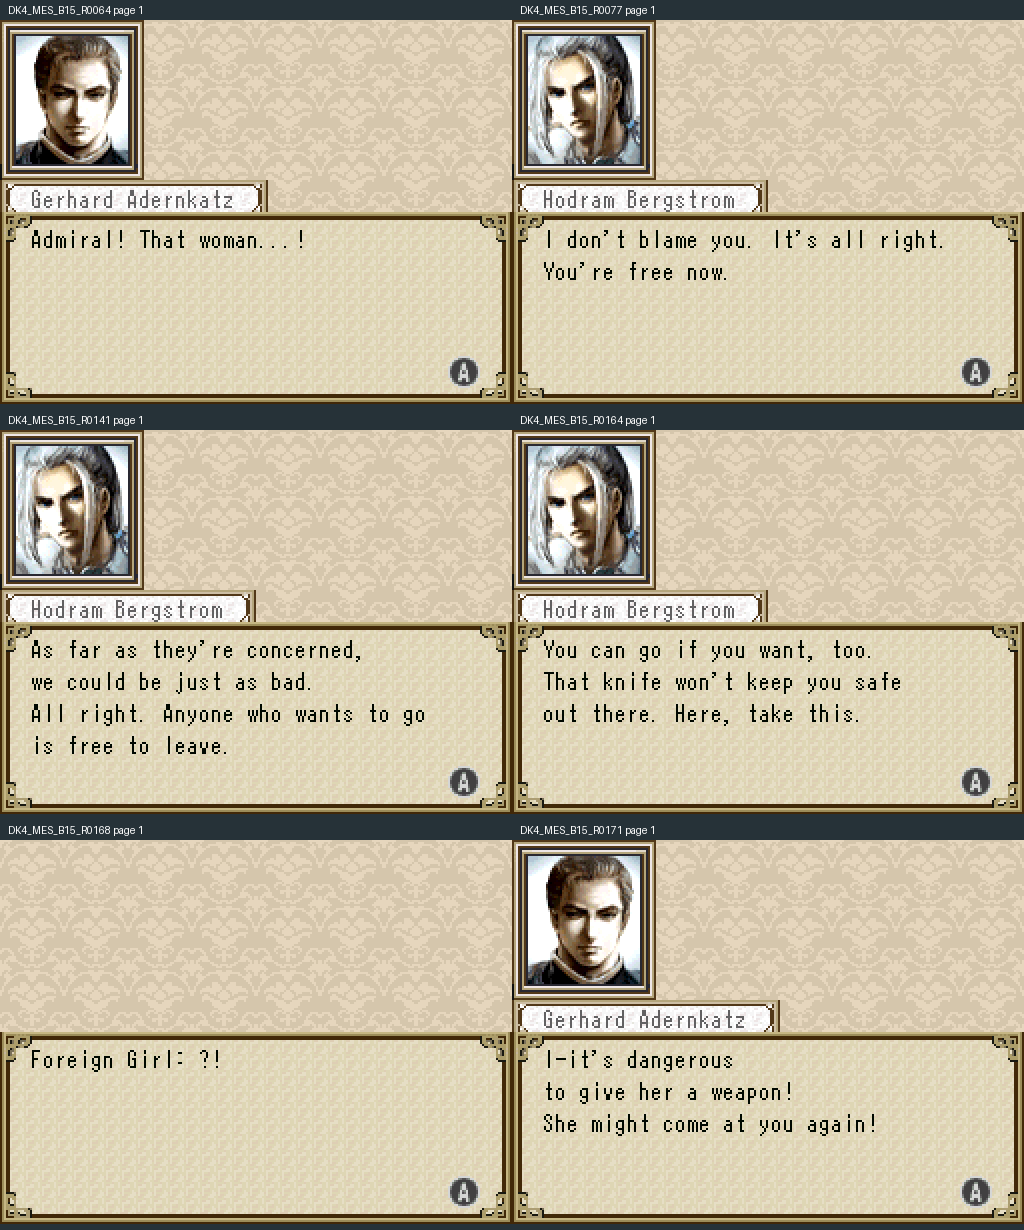 DK4_MES_B15_R0064 page 1
Gerhard Adernkatz
Admiral! That woman...!
A
DK4_MES_B15_R0077 page 1
Hodram Bergstrom
I don't blame you. It's all right.
You're free now.
A
DK4_MES_B15_R0141 page 1
Hodram Bergstrom
As far as they're concerned,
we could be just as bad.
All right. Anyone who wants to go
is free to leave.
A
DK4_MES_B15_R0164 page 1
Hodram Bergstrom
You can go if you want, too.
That knife won't keep you safe
out there. Here, take this.
A
DK4_MES_B15_R0168 page 1
Foreign Girl: ?!
A
DK4_MES_B15_R0171 page 1
Gerhard Adernkatz
I-it's dangerous
to give her a weapon!
She might come at you again!
A